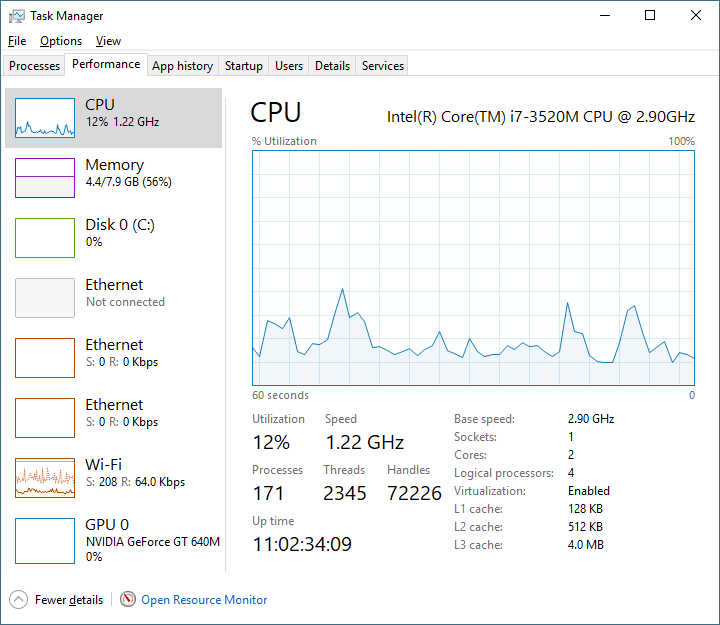 Task Manager
File Options View
Processes Performance App history Startup Users Details Services
CPU
12% 1.22 GHz
Memory
4.4/7.9 GB (56%)
Disk 0 (C:)
0%
Ethernet
Not connected
Ethernet
S: 0 R: 0 Kbps
Ethernet
S: 0 R: 0 Kbps
Wi-Fi
S: 208 R: 64.0 Kbps
GPU 0
NVIDIA GeForce GT 640M
0%
CPU Intel(R) Core(TM) i7-3520M CPU @ 2.90GHz
% Utilization 100%
60 seconds 0
Utilization Speed
12% 1.22 GHz
Processes Threads Handles
171 2345 72226
Up time
11:02:34:09
Base speed: 2.90 GHz
Sockets: 1
Cores: 2
Logical processors: 4
Virtualization: Enabled
L1 cache: 128 KB
L2 cache: 512 KB
L3 cache: 4.0 MB
Fewer details Open Resource Monitor